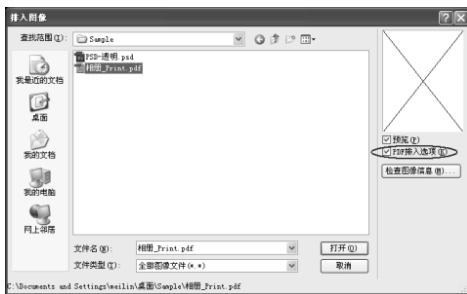 排入图像
查找范围(I):
Sample
PSD-透明.psd
相册_Print.pdf
我最近的文档
桌面
我的文档
我的电脑
网上邻居
预览(P)
PDF排入选项(E)
检查图像信息(N)...
文件名(N):
相册_Print.pdf
打开(O)
文件类型(T):
全部图像文件(*.*)
取消
C:\Documents and Settings\meilin\桌面\Sample\相册_Print.pdf